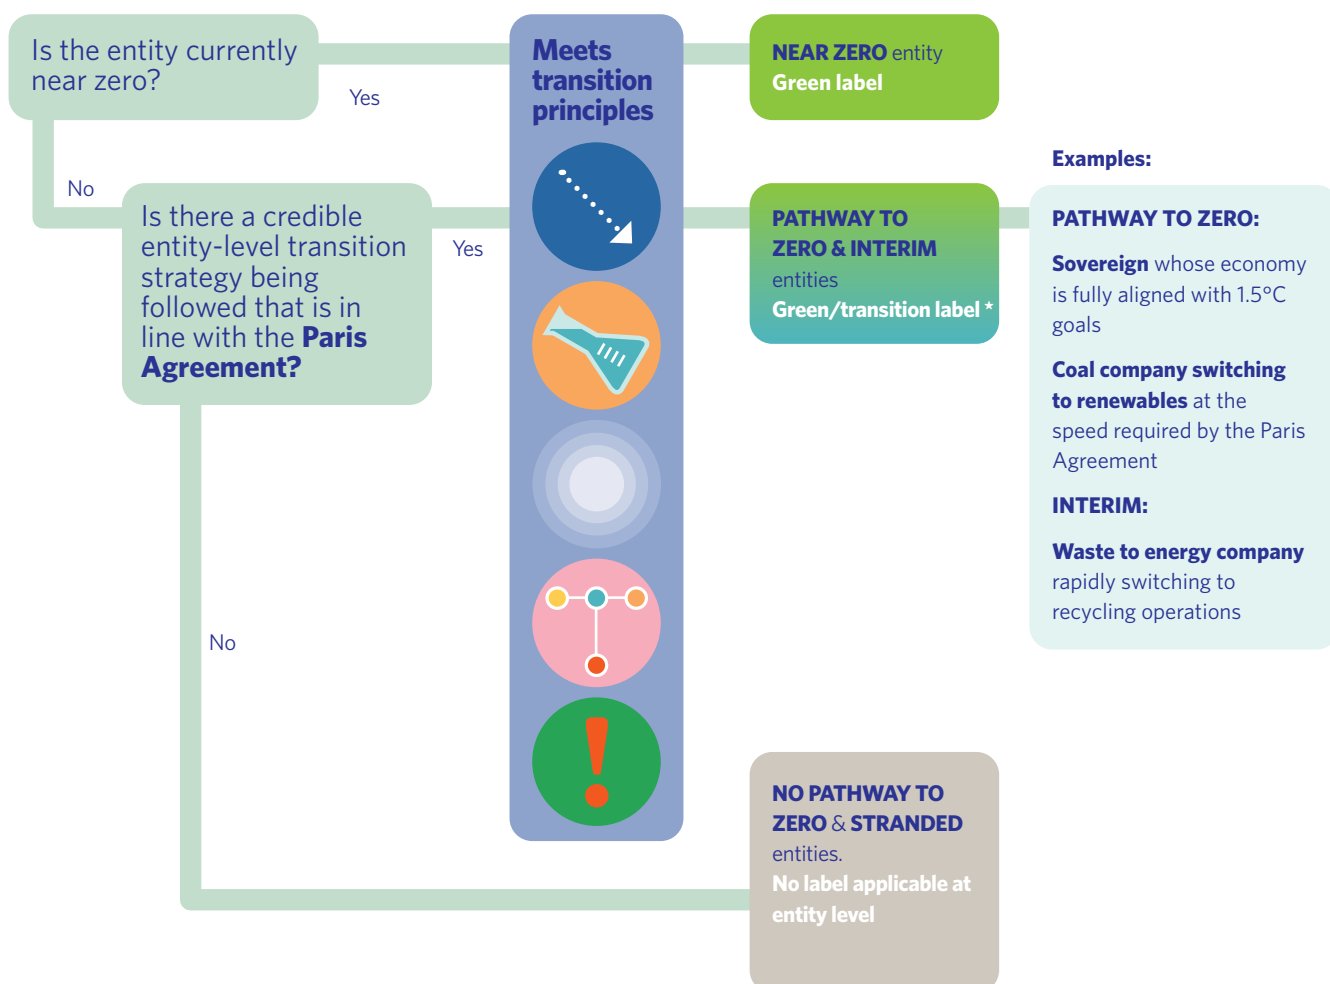 Is the entity currently
near zero?
Yes
No
Is there a credible
entity-level transition
strategy being
followed that is in
line with the Paris
Agreement?
Yes
No
Meets
transition
principles
NEAR ZERO entity
Green label
PATHWAY TO
ZERO & INTERIM
entities
Green/transition label *
Examples:
PATHWAY TO ZERO:
Sovereign whose economy
is fully aligned with 1.5°C
goals
Coal company switching
to renewables at the
speed required by the Paris
Agreement
INTERIM:
Waste to energy company
rapidly switching to
recycling operations
NO PATHWAY TO
ZERO & STRANDED
entities.
No label applicable at
entity level